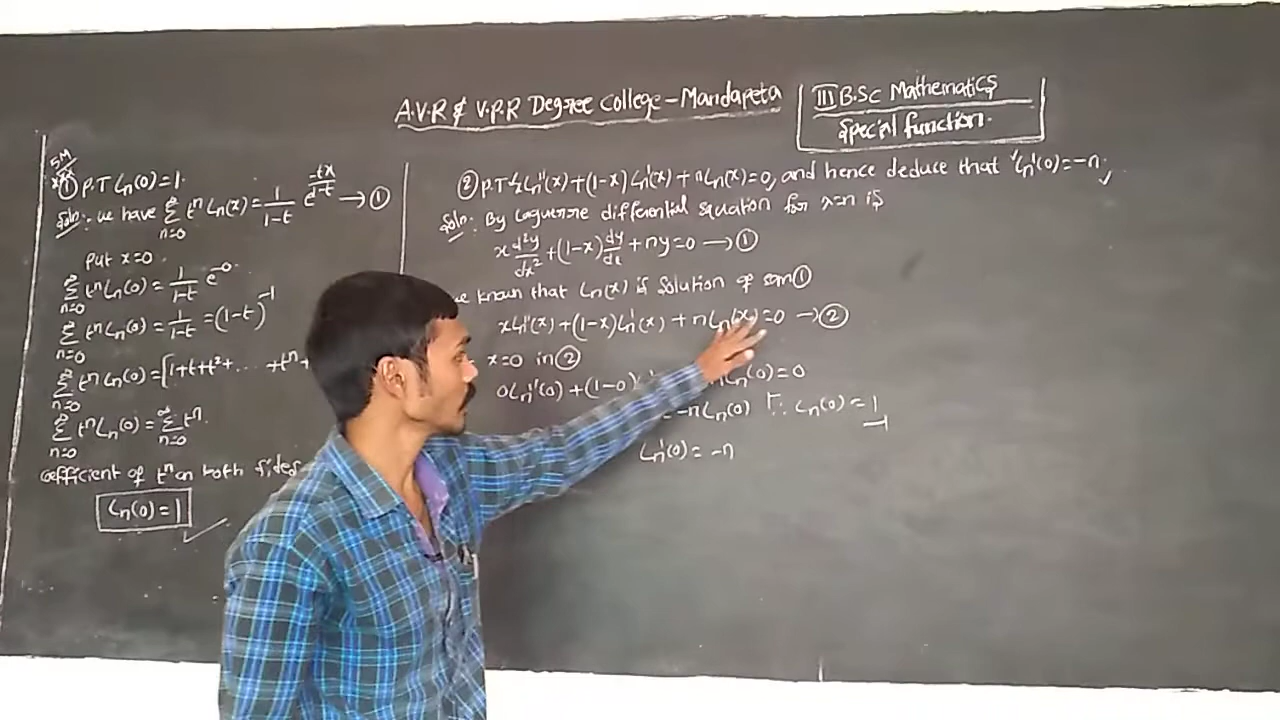 A.V.R & V.P.R Degree College - Mandapeta
III B.Sc Mathematics
Special function.
5M
① P.T Ln(0)=1.
Soln: we have ∑_{n=0}^∞ tⁿ Ln(x) = 1/(1-t) e^{-tx/(1-t)} → ①
Put x=0
∑_{n=0}^∞ tⁿ Ln(0) = 1/(1-t) e^{-0}
∑_{n=0}^∞ tⁿ Ln(0) = 1/(1-t) = (1-t)^{-1}
∑_{n=0}^∞ tⁿ Ln(0) = [1+t+t²+ .... +tⁿ+
∑_{n=0}^∞ tⁿ Ln(0) = ∑_{n=0}^∞ tⁿ.
coefficient of tⁿ on both sides
Ln(0) = 1
② P.T xLn''(x)+(1-x)Ln'(x)+nLn(x)=0, and hence deduce that Ln'(0)=-n.
Soln: By Laguerre differential equation for λ=n is
x d²y/dx² + (1-x) dy/dx + ny=0 → ①
we known that Ln(x) is solution of eqn ①
xLn''(x)+(1-x)Ln'(x)+nLn(x)=0 → ②
x=0 in ②
0Ln''(0)+(1-0) Ln(0)=0
= -nLn(0) [∵ Ln(0)=1
Ln'(0) = -n